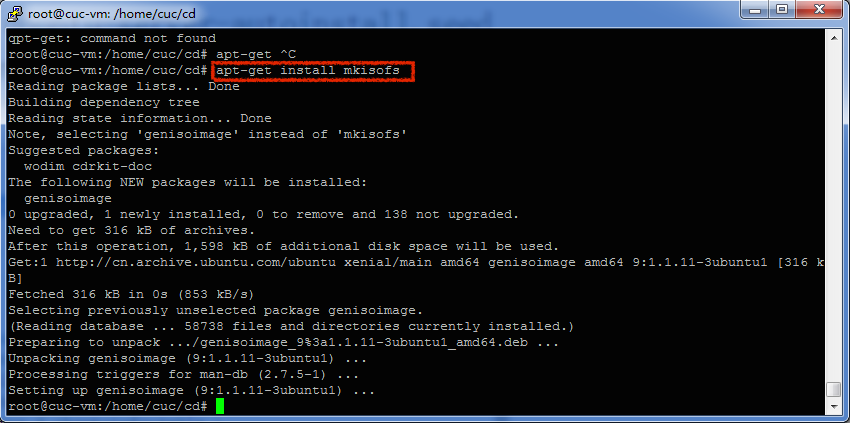 root@cuc-vm: /home/cuc/cd
qpt-get: command not found
root@cuc-vm:/home/cuc/cd# apt-get ^C
root@cuc-vm:/home/cuc/cd# apt-get install mkisofs
Reading package lists... Done
Building dependency tree
Reading state information... Done
Note, selecting 'genisoimage' instead of 'mkisofs'
Suggested packages:
  wodim cdrkit-doc
The following NEW packages will be installed:
  genisoimage
0 upgraded, 1 newly installed, 0 to remove and 138 not upgraded.
Need to get 316 kB of archives.
After this operation, 1,598 kB of additional disk space will be used.
Get:1 http://cn.archive.ubuntu.com/ubuntu xenial/main amd64 genisoimage amd64 9:1.1.11-3ubuntu1 [316 k
B]
Fetched 316 kB in 0s (853 kB/s)
Selecting previously unselected package genisoimage.
(Reading database ... 58738 files and directories currently installed.)
Preparing to unpack .../genisoimage_9%3a1.1.11-3ubuntu1_amd64.deb ...
Unpacking genisoimage (9:1.1.11-3ubuntu1) ...
Processing triggers for man-db (2.7.5-1) ...
Setting up genisoimage (9:1.1.11-3ubuntu1) ...
root@cuc-vm:/home/cuc/cd#